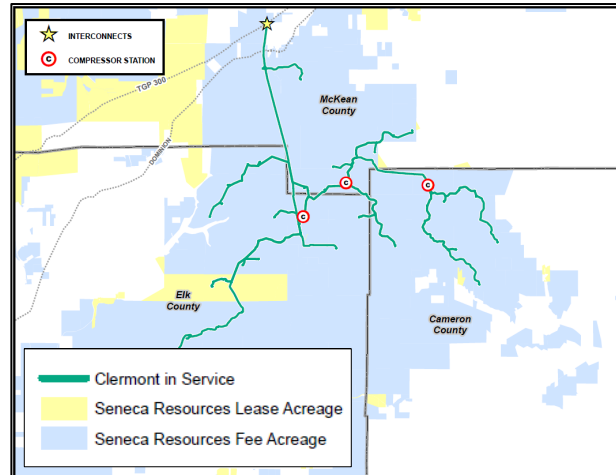 INTERCONNECTS
C
COMPRESSOR STATION
TGP 300
McKean
County
DOMINION
C
C
C
Elk
County
Cameron
County
Clermont in Service
Seneca Resources Lease Acreage
Seneca Resources Fee Acreage